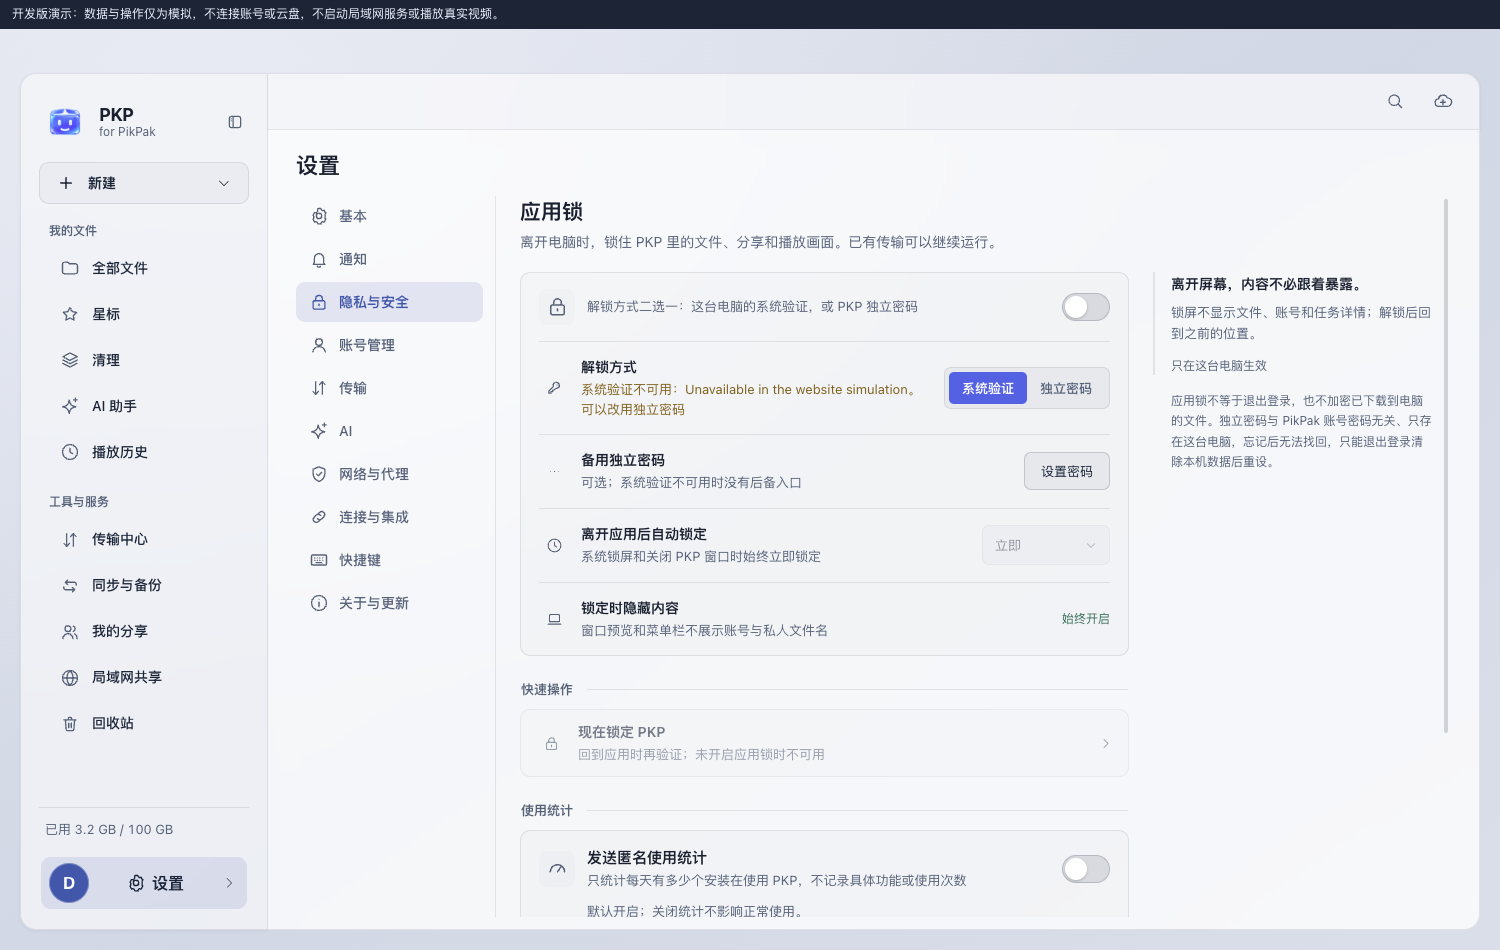 开发版演示：数据与操作仅为模拟，不连接账号或云盘，不启动局域网服务或播放真实视频。
PKP
for PikPak
新建
我的文件
全部文件
星标
清理
AI 助手
播放历史
工具与服务
传输中心
同步与备份
我的分享
局域网共享
回收站
已用 3.2 GB / 100 GB
D
设置
设置
基本
通知
隐私与安全
账号管理
传输
AI
网络与代理
连接与集成
快捷键
关于与更新
应用锁
离开电脑时，锁住 PKP 里的文件、分享和播放画面。已有传输可以继续运行。
解锁方式二选一：这台电脑的系统验证，或 PKP 独立密码
解锁方式
系统验证不可用：Unavailable in the website simulation。
可以改用独立密码
系统验证
独立密码
备用独立密码
可选；系统验证不可用时没有后备入口
设置密码
离开应用后自动锁定
系统锁屏和关闭 PKP 窗口时始终立即锁定
立即
锁定时隐藏内容
窗口预览和菜单栏不展示账号与私人文件名
始终开启
快速操作
现在锁定 PKP
回到应用时再验证；未开启应用锁时不可用
使用统计
发送匿名使用统计
只统计每天有多少个安装在使用 PKP，不记录具体功能或使用次数
默认开启；关闭统计不影响正常使用。
离开屏幕，内容不必跟着暴露。
锁屏不显示文件、账号和任务详情；解锁后回
到之前的位置。
只在这台电脑生效
应用锁不等于退出登录，也不加密已下载到电脑
的文件。独立密码与 PikPak 账号密码无关、只存
在这台电脑，忘记后无法找回，只能退出登录清
除本机数据后重设。